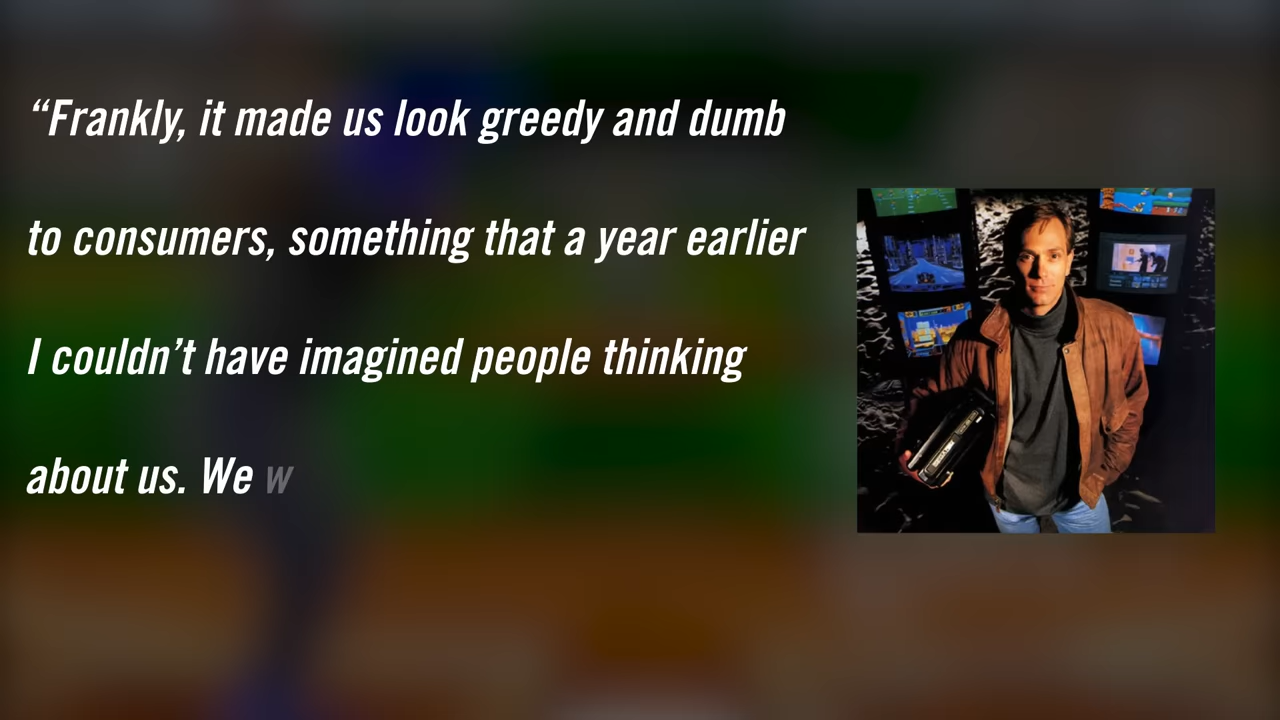 “Frankly, it made us look greedy and dumb
to consumers, something that a year earlier
I couldn’t have imagined people thinking
about us. We w